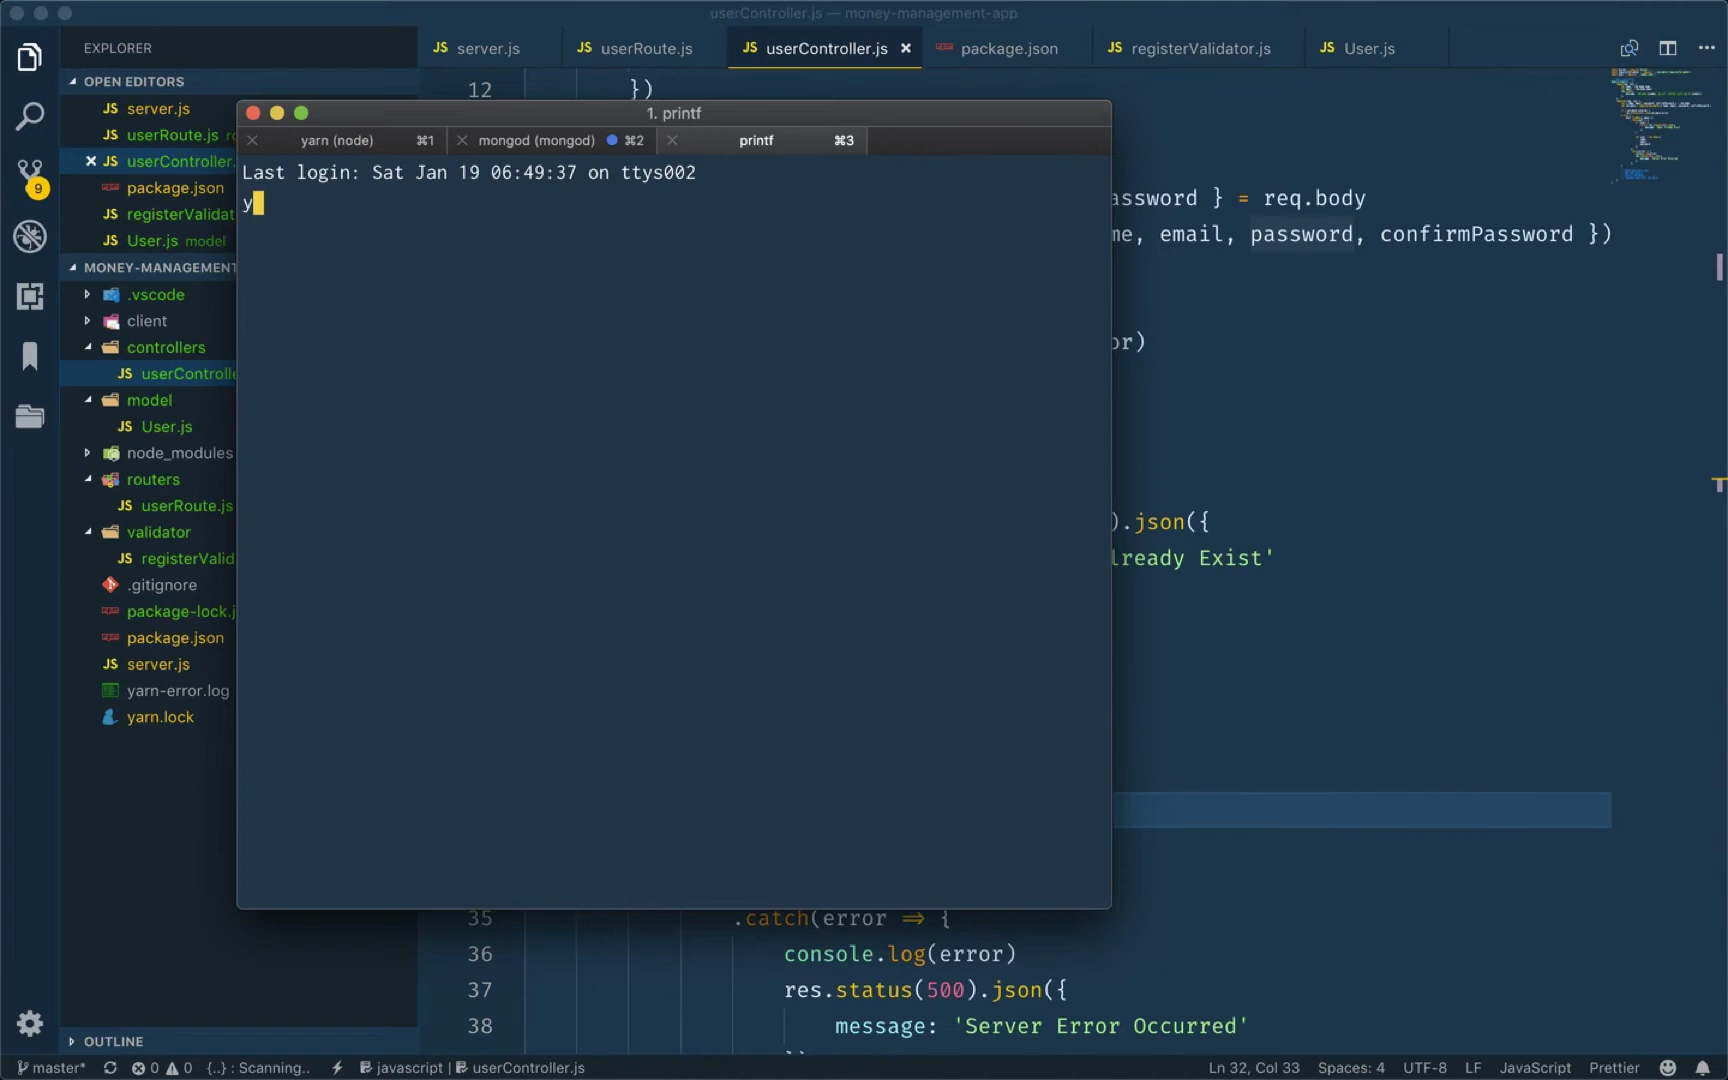 userController.js — money-management-app
EXPLORER
JS server.js
JS userRoute.js
JS userController.js ×
package.json
JS registerValidator.js
JS User.js
OPEN EDITORS
JS server.js
JS userRoute.js
× JS userController.
package.json
JS registerValidat
JS User.js model
MONEY-MANAGEMENT
.vscode
client
controllers
JS userControlle
model
JS User.js
node_modules
routers
JS userRoute.js
validator
JS registerValid
.gitignore
package-lock.j
package.json
JS server.js
yarn-error.log
yarn.lock
OUTLINE
9
1. printf
yarn (node) ⌘1
mongod (mongod) ⌘2
printf ⌘3
Last login: Sat Jan 19 06:49:37 on ttys002
y
12 })
assword } = req.body
me, email, password, confirmPassword })
or)
).json({
lready Exist'
35 .catch(error => {
36 console.log(error)
37 res.status(500).json({
38 message: 'Server Error Occurred'
master* 0 0 {..} : Scanning.. javascript | userController.js
Ln 32, Col 33 Spaces: 4 UTF-8 LF JavaScript Prettier